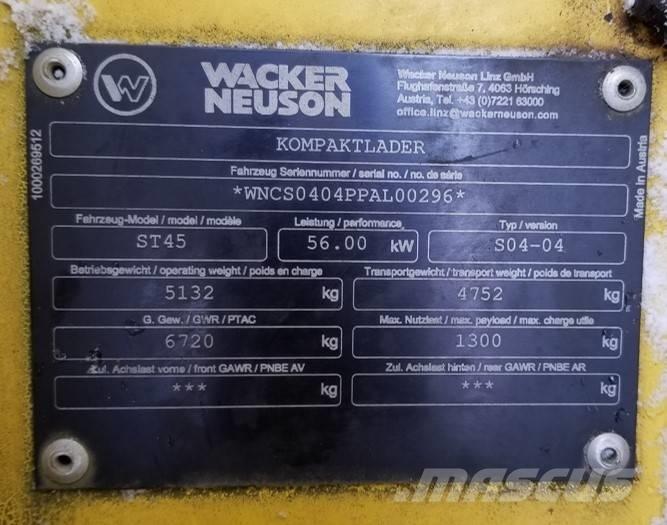 WACKER
NEUSON
Wacker Neuson Linz GmbH
Flughafenstraße 7, 4063 Hörsching
Austria, Tel. +43 (0)7221 63000
office.linz@wackerneuson.com
KOMPAKTLADER
Fahrzeug Seriennummer / serial no. / no. de série
*WNCS0404PPAL00296*
Fahrzeug-Model / model / modèle
Leistung / performance
Typ / version
ST45
56.00 kW
S04-04
Betriebsgewicht / operating weight / poids en charge
Transportgewicht / transport weight / poids de transport
5132 kg
4752 kg
G. Gew. / GWR / PTAC
Max. Nutzlast / max. payload / max. charge utile
6720 kg
1300 kg
Zul. Achslast vorne / front GAWR / PNBE AV
Zul. Achslast hinten / rear GAWR / PNBE AR
*** kg
*** kg
1000289512
Made in Austria
MASCUS